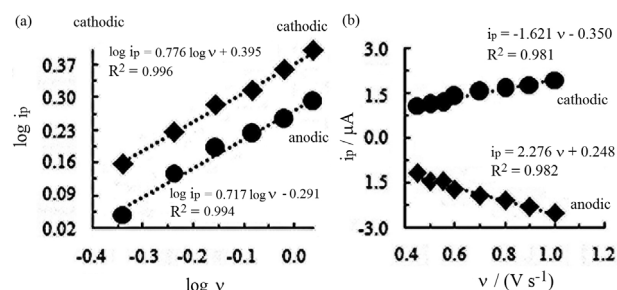 (a)
cathodic
cathodic
log ip = 0.776 log ν + 0.395
R2 = 0.996
0.37
0.30
0.23
0.16
0.09
0.02
log ip
anodic
log ip = 0.717 log ν - 0.291
R2 = 0.994
-0.4
-0.3
-0.2
-0.1
0.0
log ν
(b)
ip = -1.621 ν - 0.350
R2 = 0.981
3.0
1.5
0.0
1.5
-3.0
ip / µA
cathodic
ip = 2.276 ν + 0.248
R2 = 0.982
anodic
0.4
0.6
0.8
1.0
1.2
ν / (V s-1)